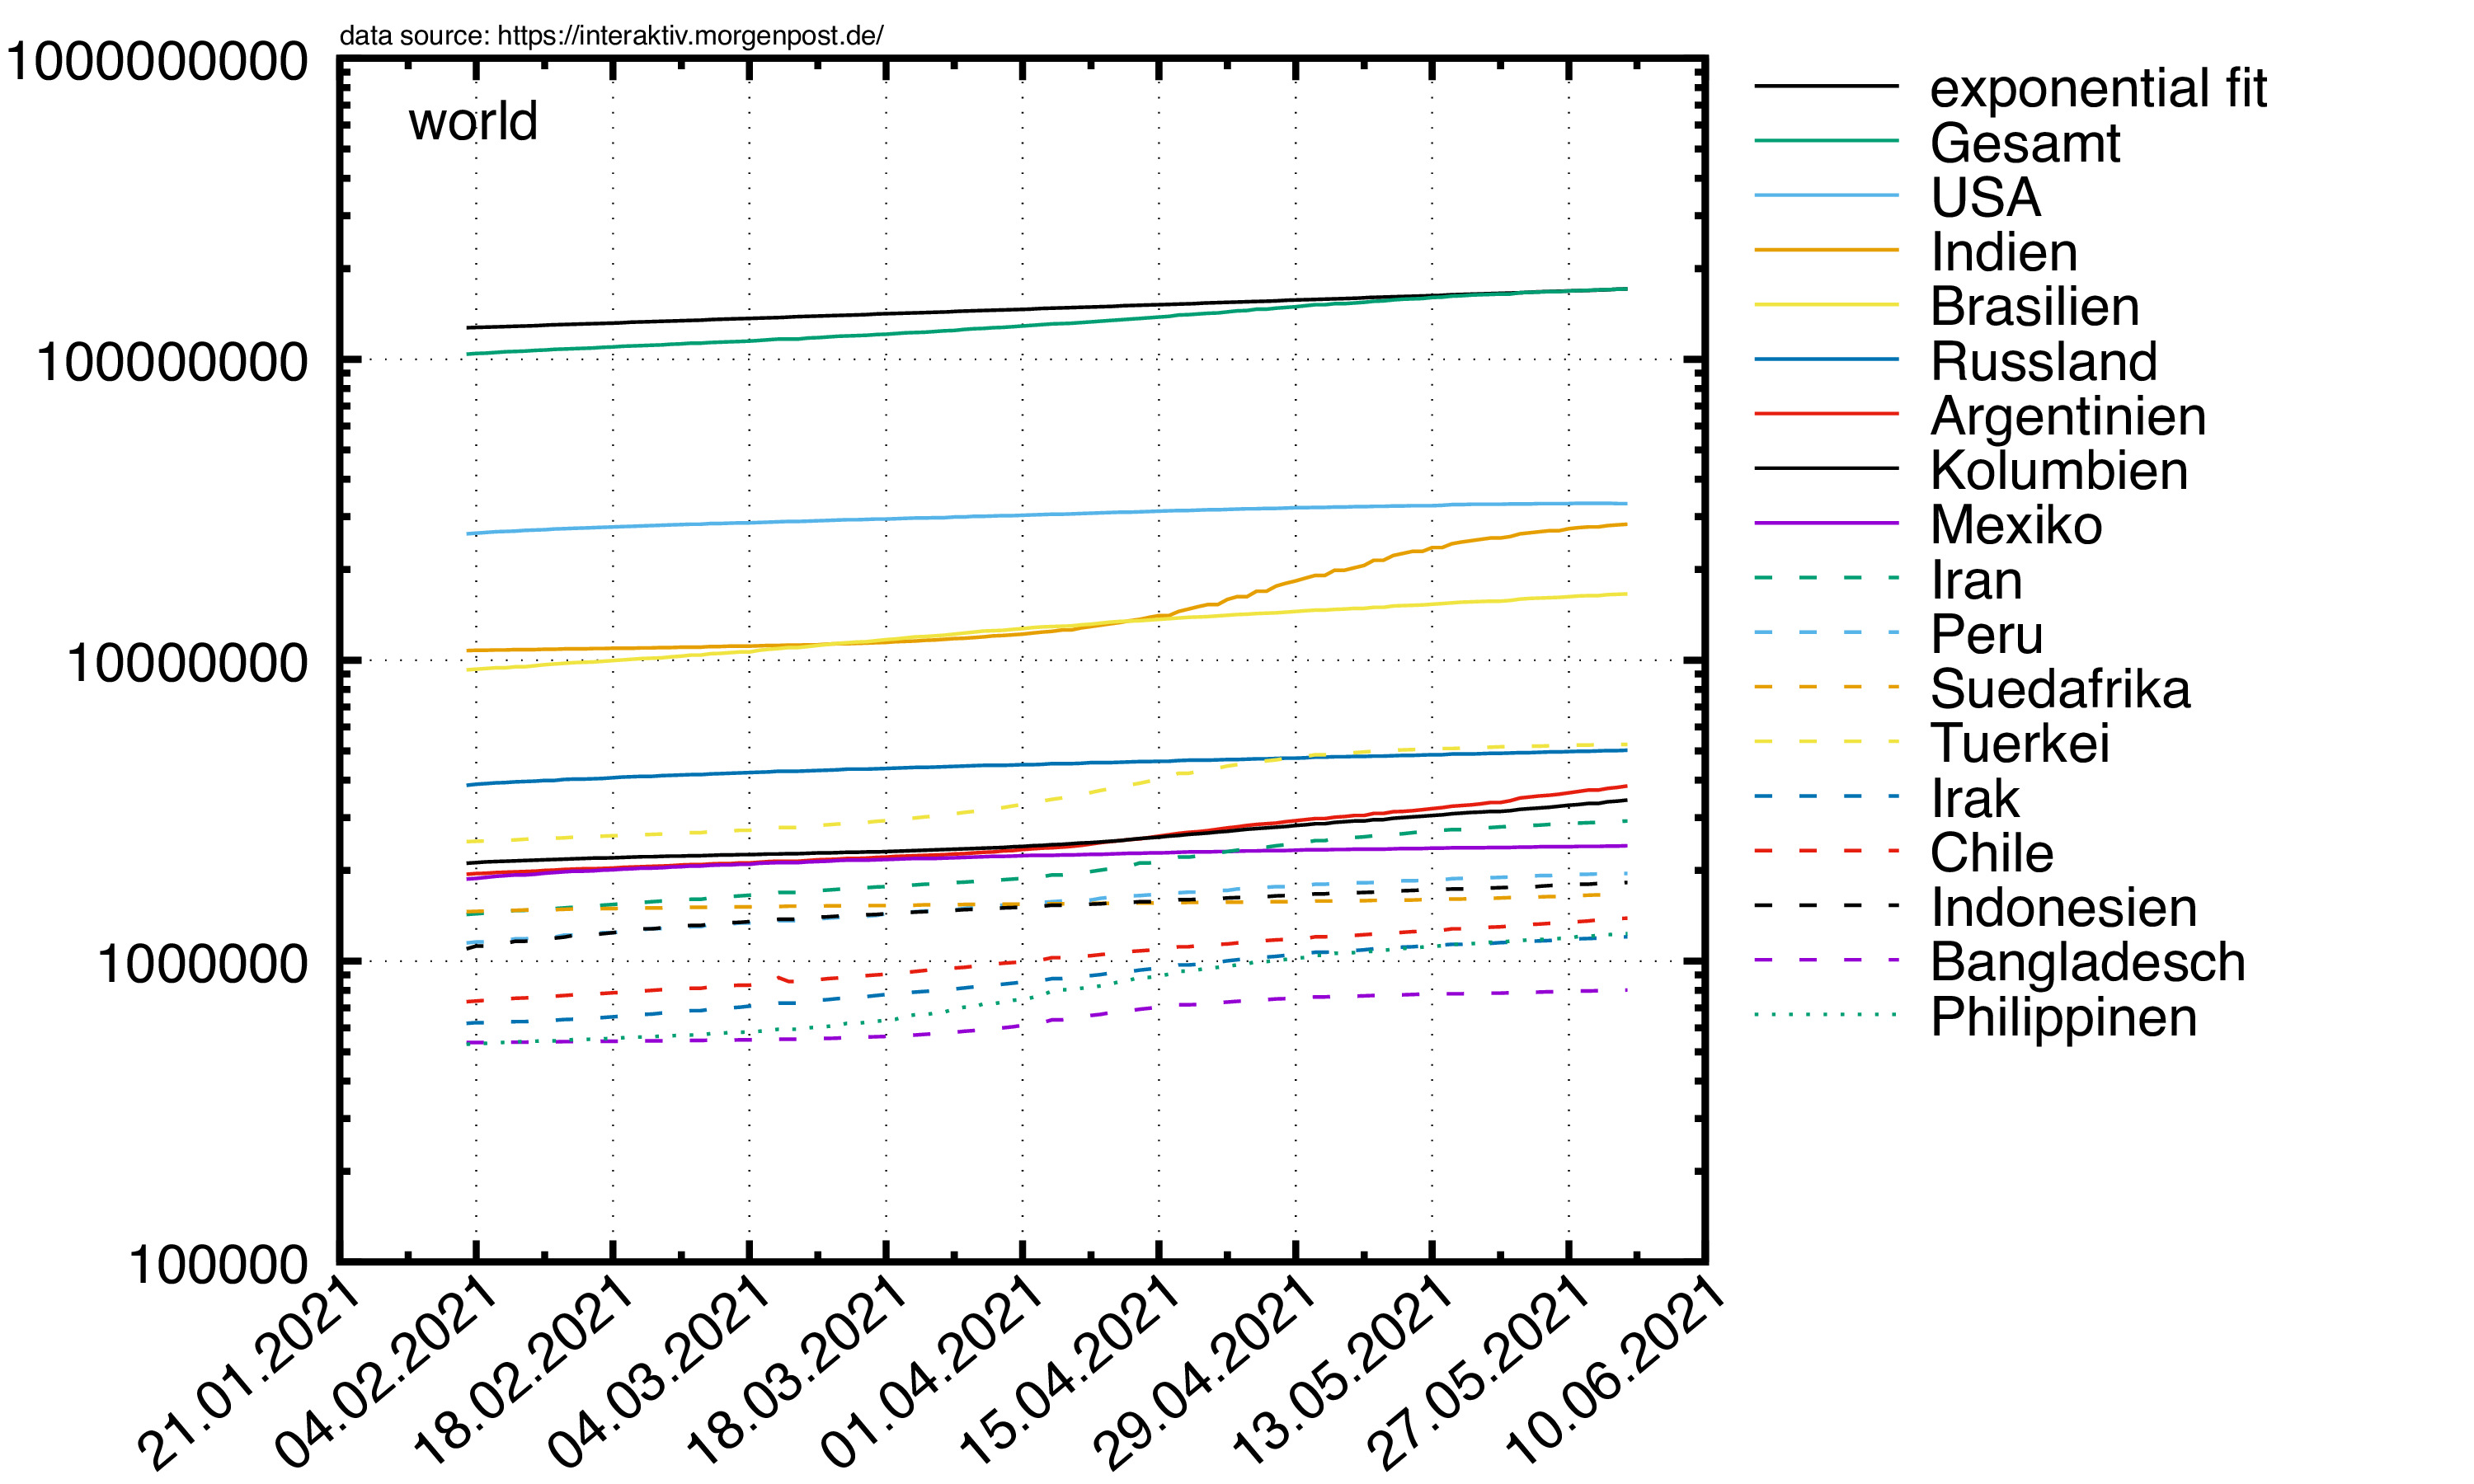 data source: https://interaktiv.morgenpost.de/
world
1000000000
100000000
10000000
1000000
100000
21.01.2021
04.02.2021
18.02.2021
04.03.2021
18.03.2021
01.04.2021
15.04.2021
29.04.2021
13.05.2021
27.05.2021
10.06.2021
exponential fit
Gesamt
USA
Indien
Brasilien
Russland
Argentinien
Kolumbien
Mexiko
Iran
Peru
Suedafrika
Tuerkei
Irak
Chile
Indonesien
Bangladesch
Philippinen